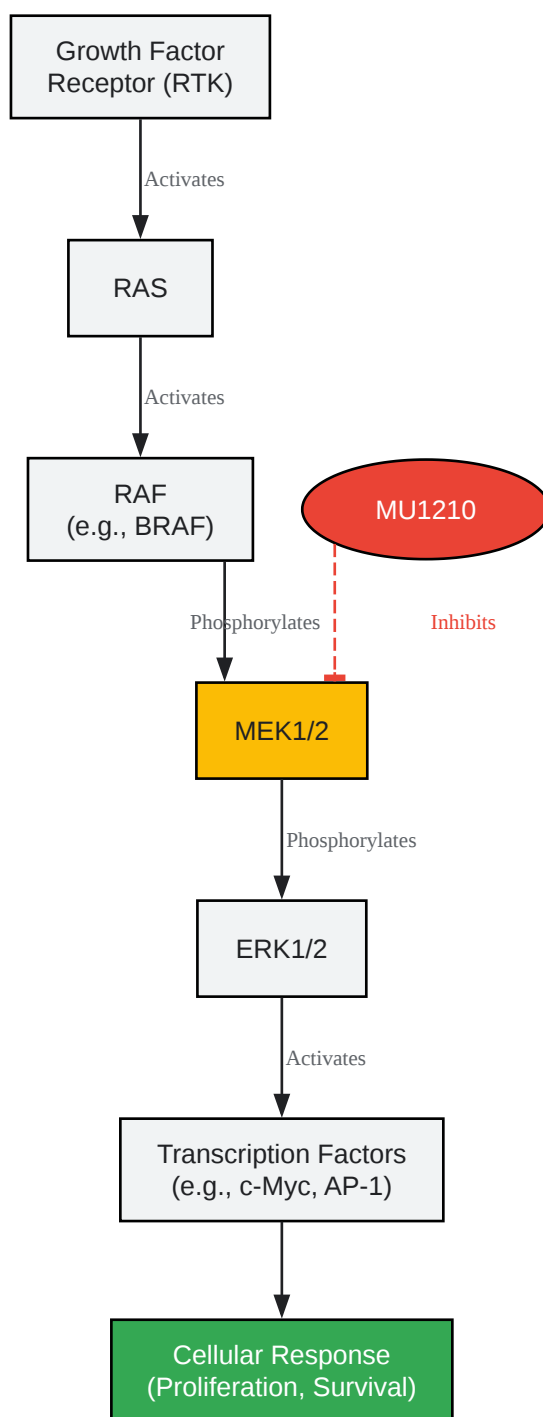 Growth Factor
Receptor (RTK)
Activates
RAS
Activates
RAF
(e.g., BRAF)
MU1210
Phosphorylates
Inhibits
MEK1/2
Phosphorylates
ERK1/2
Activates
Transcription Factors
(e.g., c-Myc, AP-1)
Cellular Response
(Proliferation, Survival)